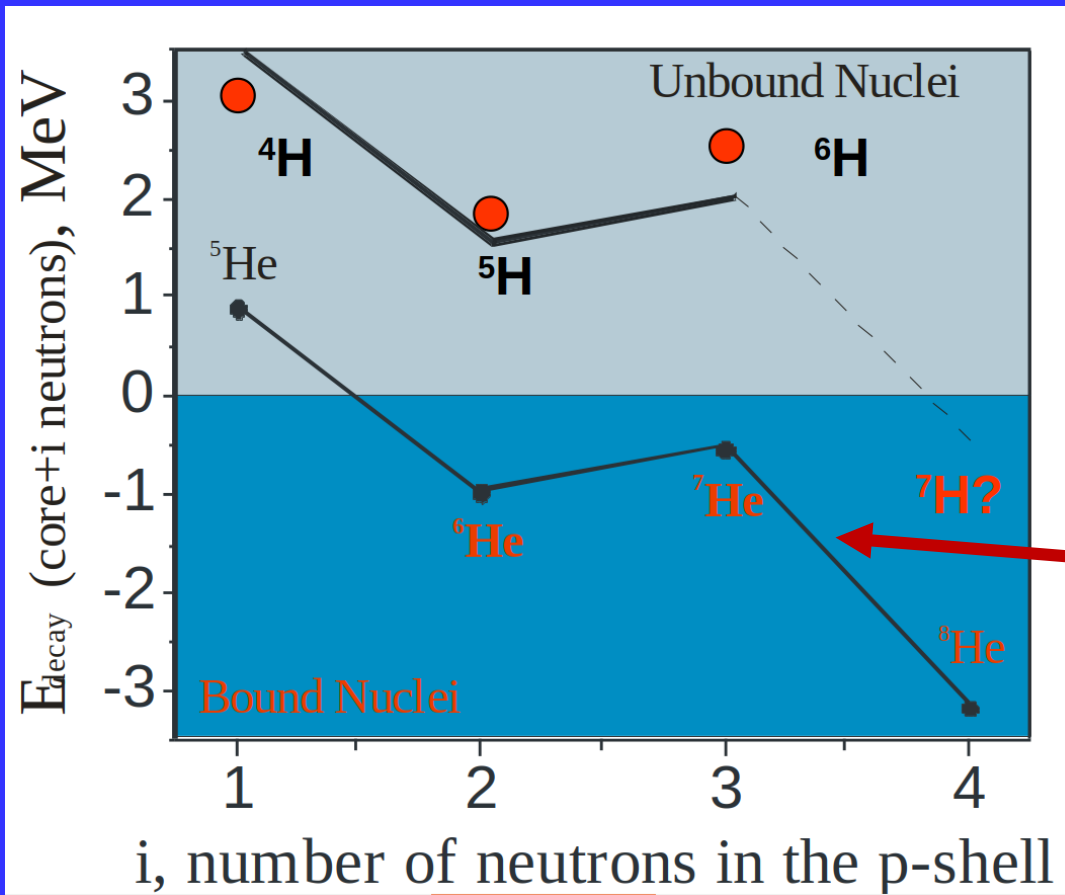 E_decay (core+i neutrons), MeV
3
2
1
0
-1
-2
-3
Unbound Nuclei
⁴H
⁶H
⁵He
⁵H
⁷H?
⁷He
⁶He
⁸He
Bound Nuclei
1 2 3 4
i, number of neutrons in the p-shell